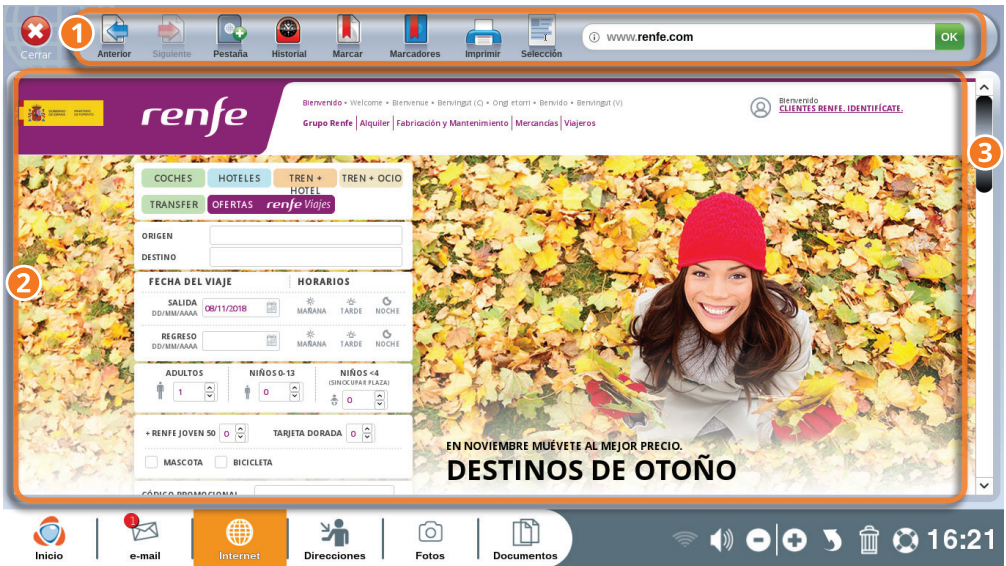 1
Cerrar
Anterior
Siguiente
Pestaña
Historial
Marcar
Marcadores
Imprimir
Selección
www.renfe.com
OK
renfe
Bienvenido • Welcome • Bienvenue • Benvingut (C) • Ongi etorri • Benvido • Benvingut (V)
Grupo Renfe | Alquiler | Fabricación y Mantenimiento | Mercancías | Viajeros
Bienvenido
CLIENTES RENFE. IDENTIFÍCATE.
3
COCHES
HOTELES
TREN +
HOTEL
TREN + OCIO
TRANSFER
OFERTAS renfe Viajes
ORIGEN
DESTINO
2
FECHA DEL VIAJE
HORARIOS
SALIDA
DD/MM/AAAA
08/11/2018
MAÑANA
TARDE
NOCHE
REGRESO
DD/MM/AAAA
MAÑANA
TARDE
NOCHE
ADULTOS
1
NIÑOS 0-13
0
NIÑOS <4
(SIN OCUPAR PLAZA)
0
+ RENFE JOVEN 50 0
TARJETA DORADA 0
MASCOTA
BICICLETA
CÓDIGO PROMOCIONAL
EN NOVIEMBRE MUÉVETE AL MEJOR PRECIO.
DESTINOS DE OTOÑO
Inicio
1
e-mail
Internet
Direcciones
Fotos
Documentos
16:21